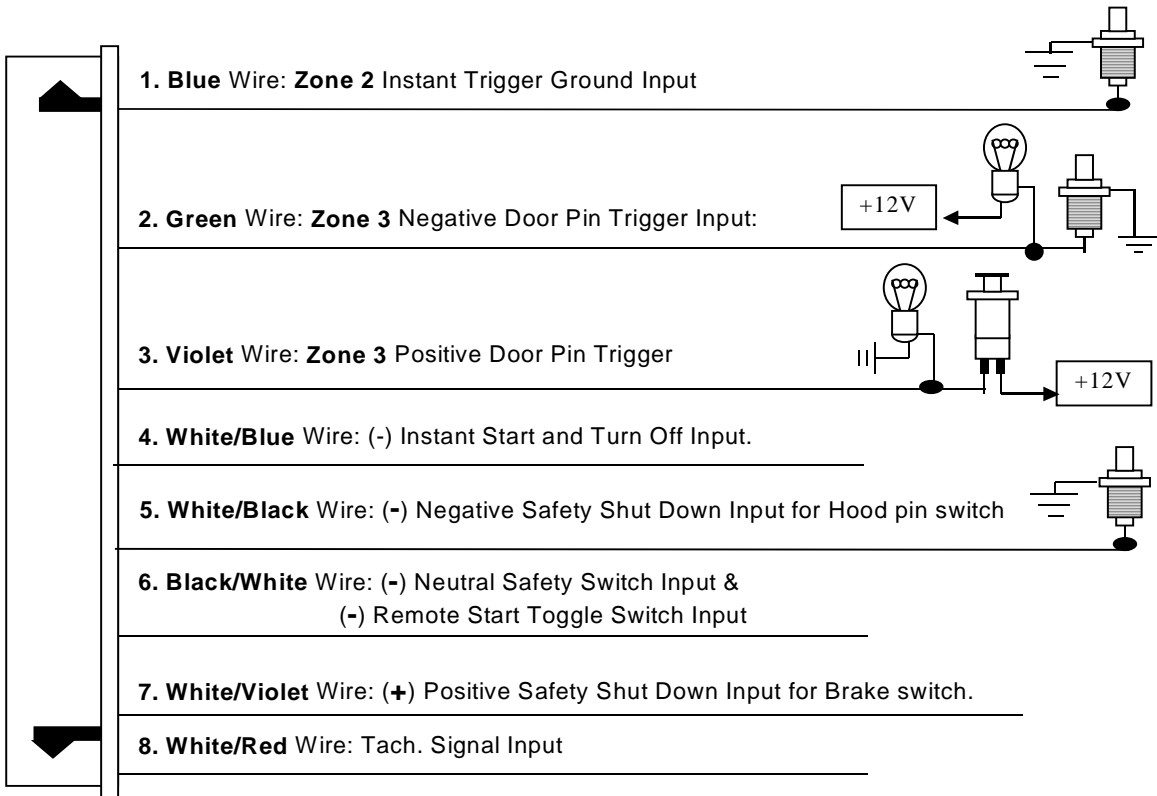 1. Blue Wire: Zone 2 Instant Trigger Ground Input
2. Green Wire: Zone 3 Negative Door Pin Trigger Input:
+12V
3. Violet Wire: Zone 3 Positive Door Pin Trigger
+12V
4. White/Blue Wire: (-) Instant Start and Turn Off Input.
5. White/Black Wire: (-) Negative Safety Shut Down Input for Hood pin switch
6. Black/White Wire: (-) Neutral Safety Switch Input &
(-) Remote Start Toggle Switch Input
7. White/Violet Wire: (+) Positive Safety Shut Down Input for Brake switch.
8. White/Red Wire: Tach. Signal Input